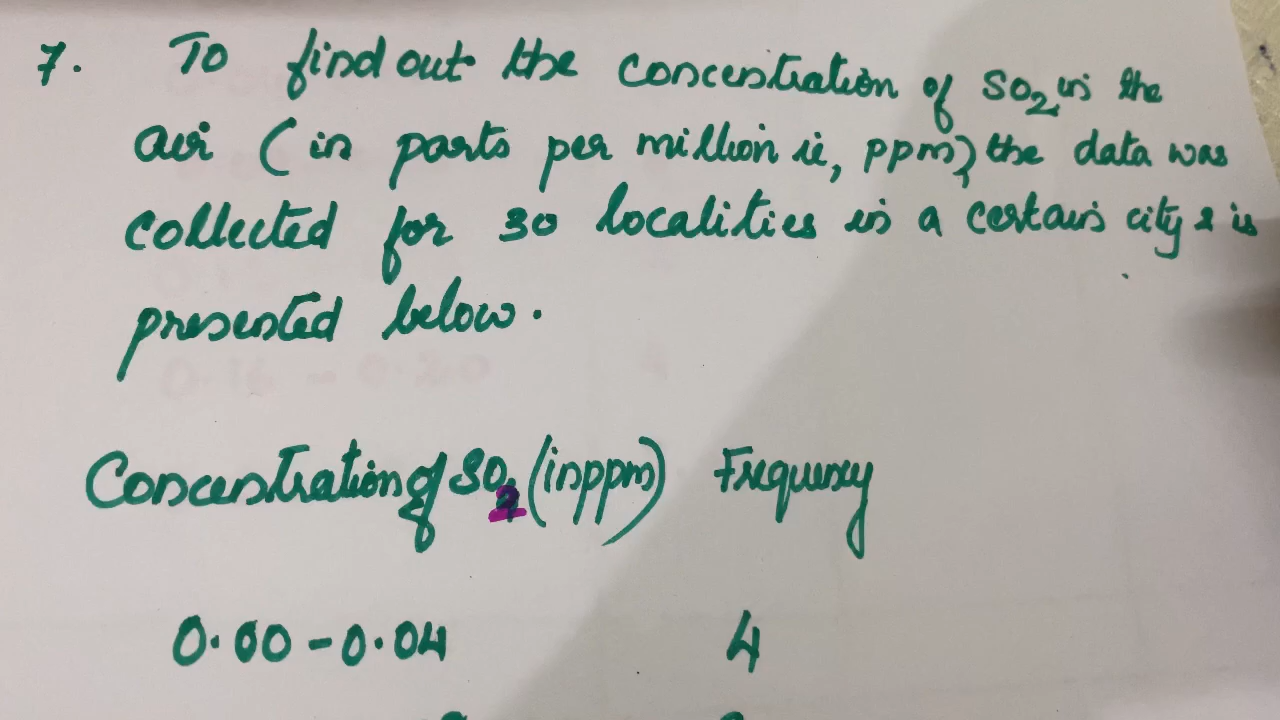 7. To find out the concentration of SO2 in the
air (in parts per million ie, ppm), the data was
collected for 30 localities in a certain city & is
presented below.
Concentration of SO2 (in ppm) Frequency
0.00 - 0.04 4